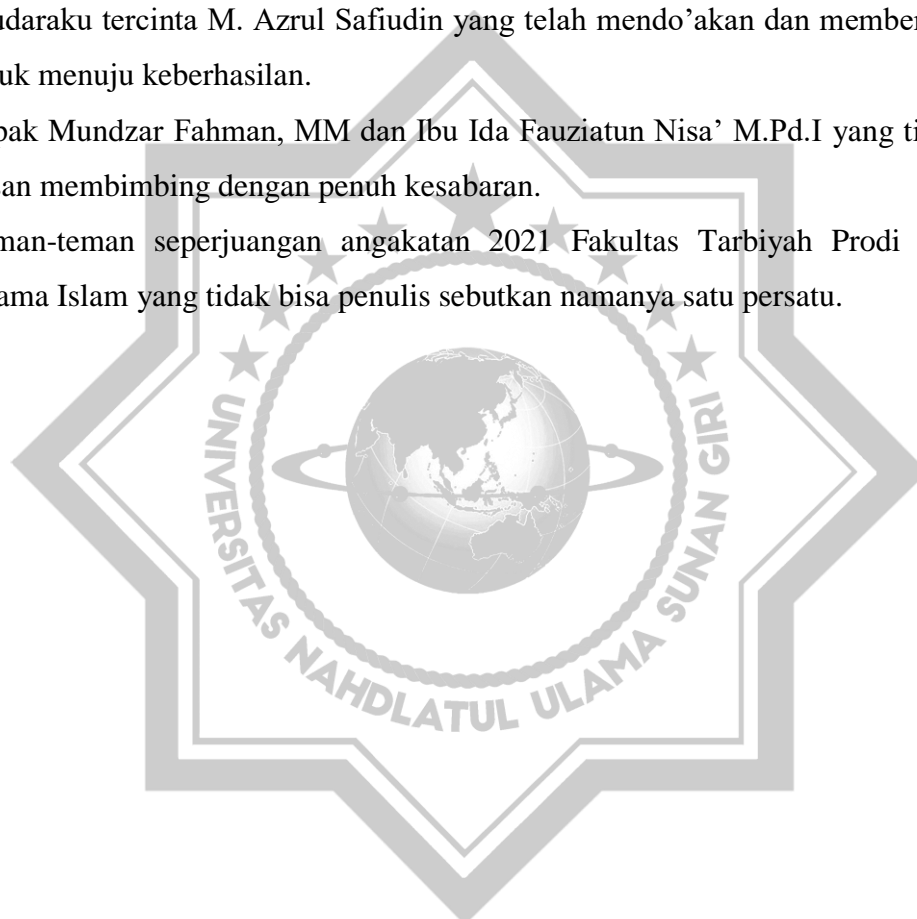 udaraku tercinta M. Azrul Safiudin yang telah mendo’akan dan member
uk menuju keberhasilan.
pak Mundzar Fahman, MM dan Ibu Ida Fauziatun Nisa’ M.Pd.I yang ti
an membimbing dengan penuh kesabaran.
man-teman seperjuangan angakatan 2021 Fakultas Tarbiyah Prodi
ama Islam yang tidak bisa penulis sebutkan namanya satu persatu.
UNIVERSITAS NAHDLATUL ULAMA SUNAN GIRI